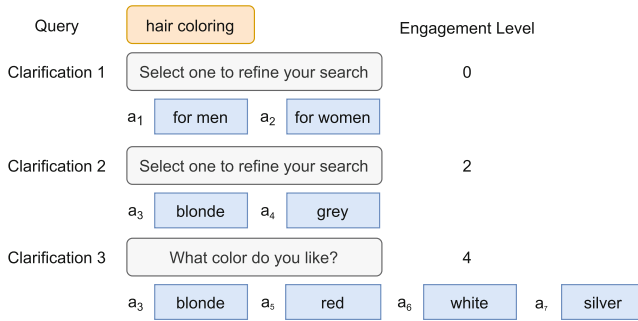 Query hair coloring Engagement Level
Clarification 1 Select one to refine your search 0
a1 for men a2 for women
Clarification 2 Select one to refine your search 2
a3 blonde a4 grey
Clarification 3 What color do you like? 4
a3 blonde a5 red a6 white a7 silver